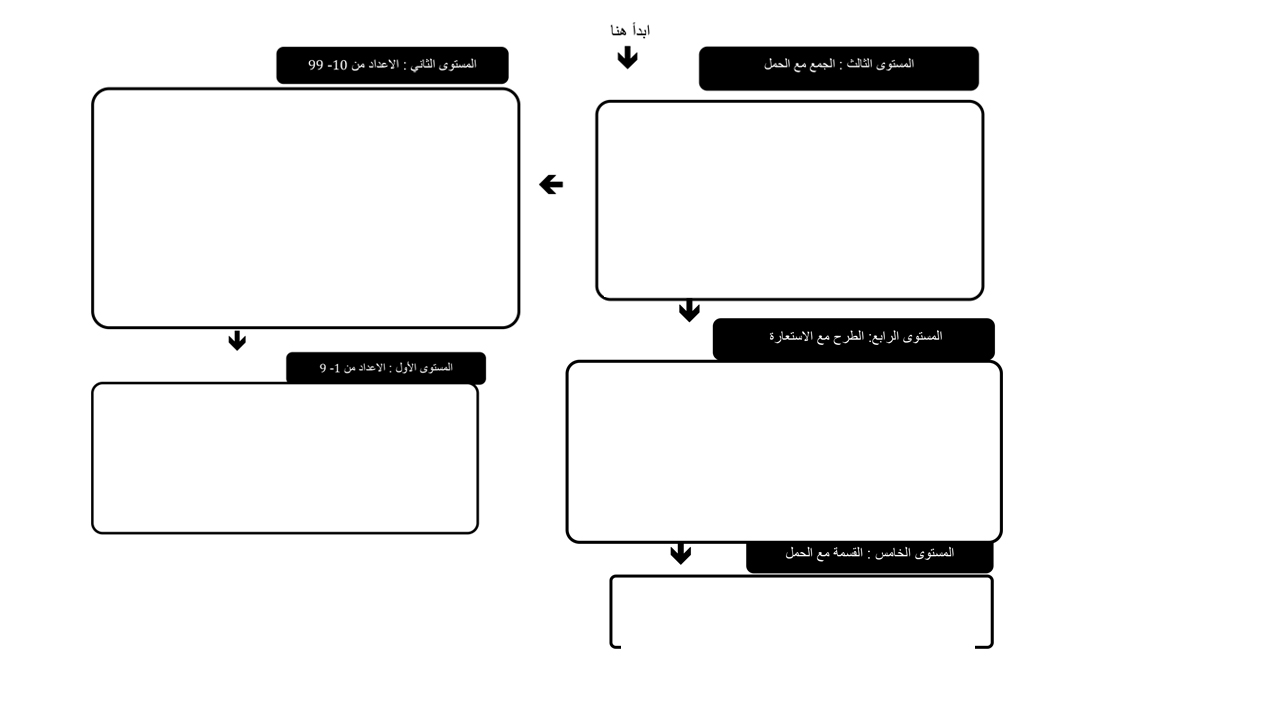 ابدأ هنا
المستوى الثالث : الجمع مع الحمل
المستوى الثاني : الاعداد من 10- 99
المستوى الرابع: الطرح مع الاستعارة
المستوى الأول : الاعداد من 1- 9
المستوى الخامس : القسمة مع الحمل